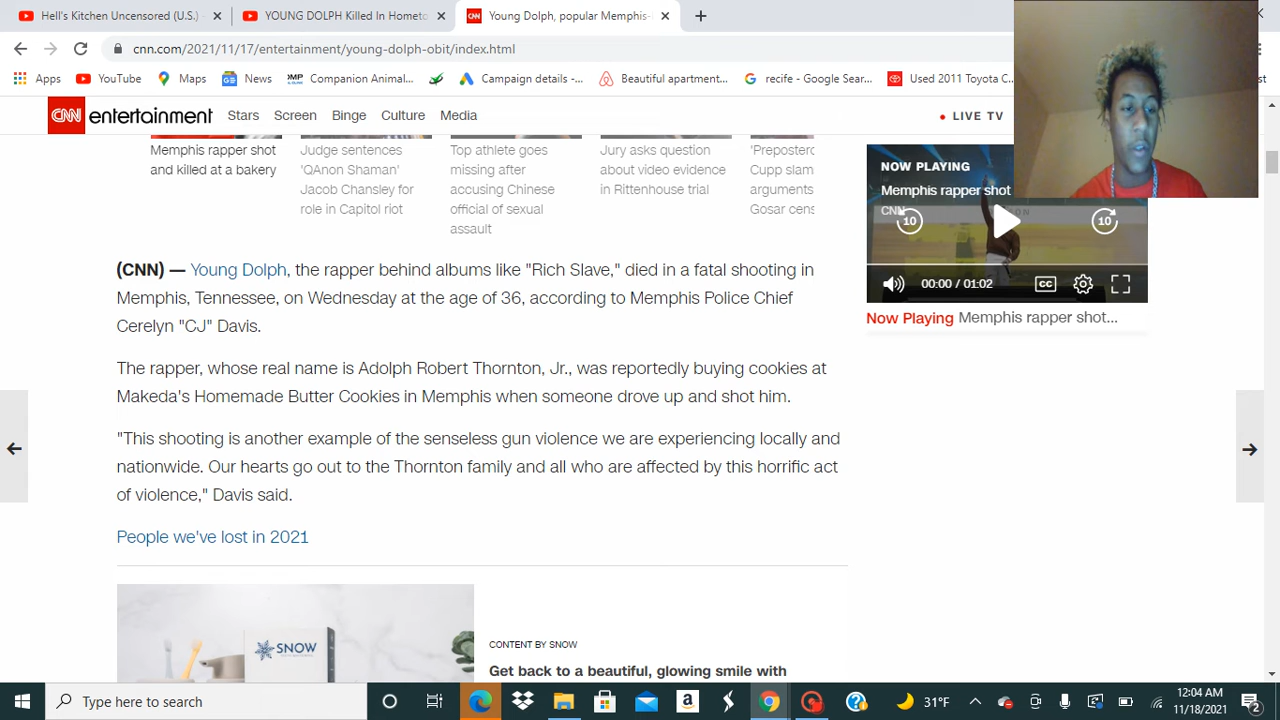 Hell's Kitchen Uncensored (U.S.)
YOUNG DOLPH Killed In Hometo
Young Dolph, popular Memphis-
cnn.com/2021/11/17/entertainment/young-dolph-obit/index.html
Apps YouTube Maps News XMP Companion Animal... Campaign details -... Beautiful apartment... recife - Google Sear... Used 2011 Toyota C...
CNN entertainment Stars Screen Binge Culture Media LIVE TV
Memphis rapper shot
and killed at a bakery
Judge sentences
'QAnon Shaman'
Jacob Chansley for
role in Capitol riot
Top athlete goes
missing after
accusing Chinese
official of sexual
assault
Jury asks question
about video evidence
in Rittenhouse trial
'Preposterc
Cupp slam
arguments
Gosar cens
NOW PLAYING
Memphis rapper shot
CNN
10 10
00:00 / 01:02 CC
Now Playing Memphis rapper shot...
(CNN) — Young Dolph, the rapper behind albums like "Rich Slave," died in a fatal shooting in
Memphis, Tennessee, on Wednesday at the age of 36, according to Memphis Police Chief
Cerelyn "CJ" Davis.
The rapper, whose real name is Adolph Robert Thornton, Jr., was reportedly buying cookies at
Makeda's Homemade Butter Cookies in Memphis when someone drove up and shot him.
"This shooting is another example of the senseless gun violence we are experiencing locally and
nationwide. Our hearts go out to the Thornton family and all who are affected by this horrific act
of violence," Davis said.
People we've lost in 2021
SNOW
CONTENT BY SNOW
Get back to a beautiful, glowing smile with
Type here to search
31°F
12:04 AM
11/18/2021
2